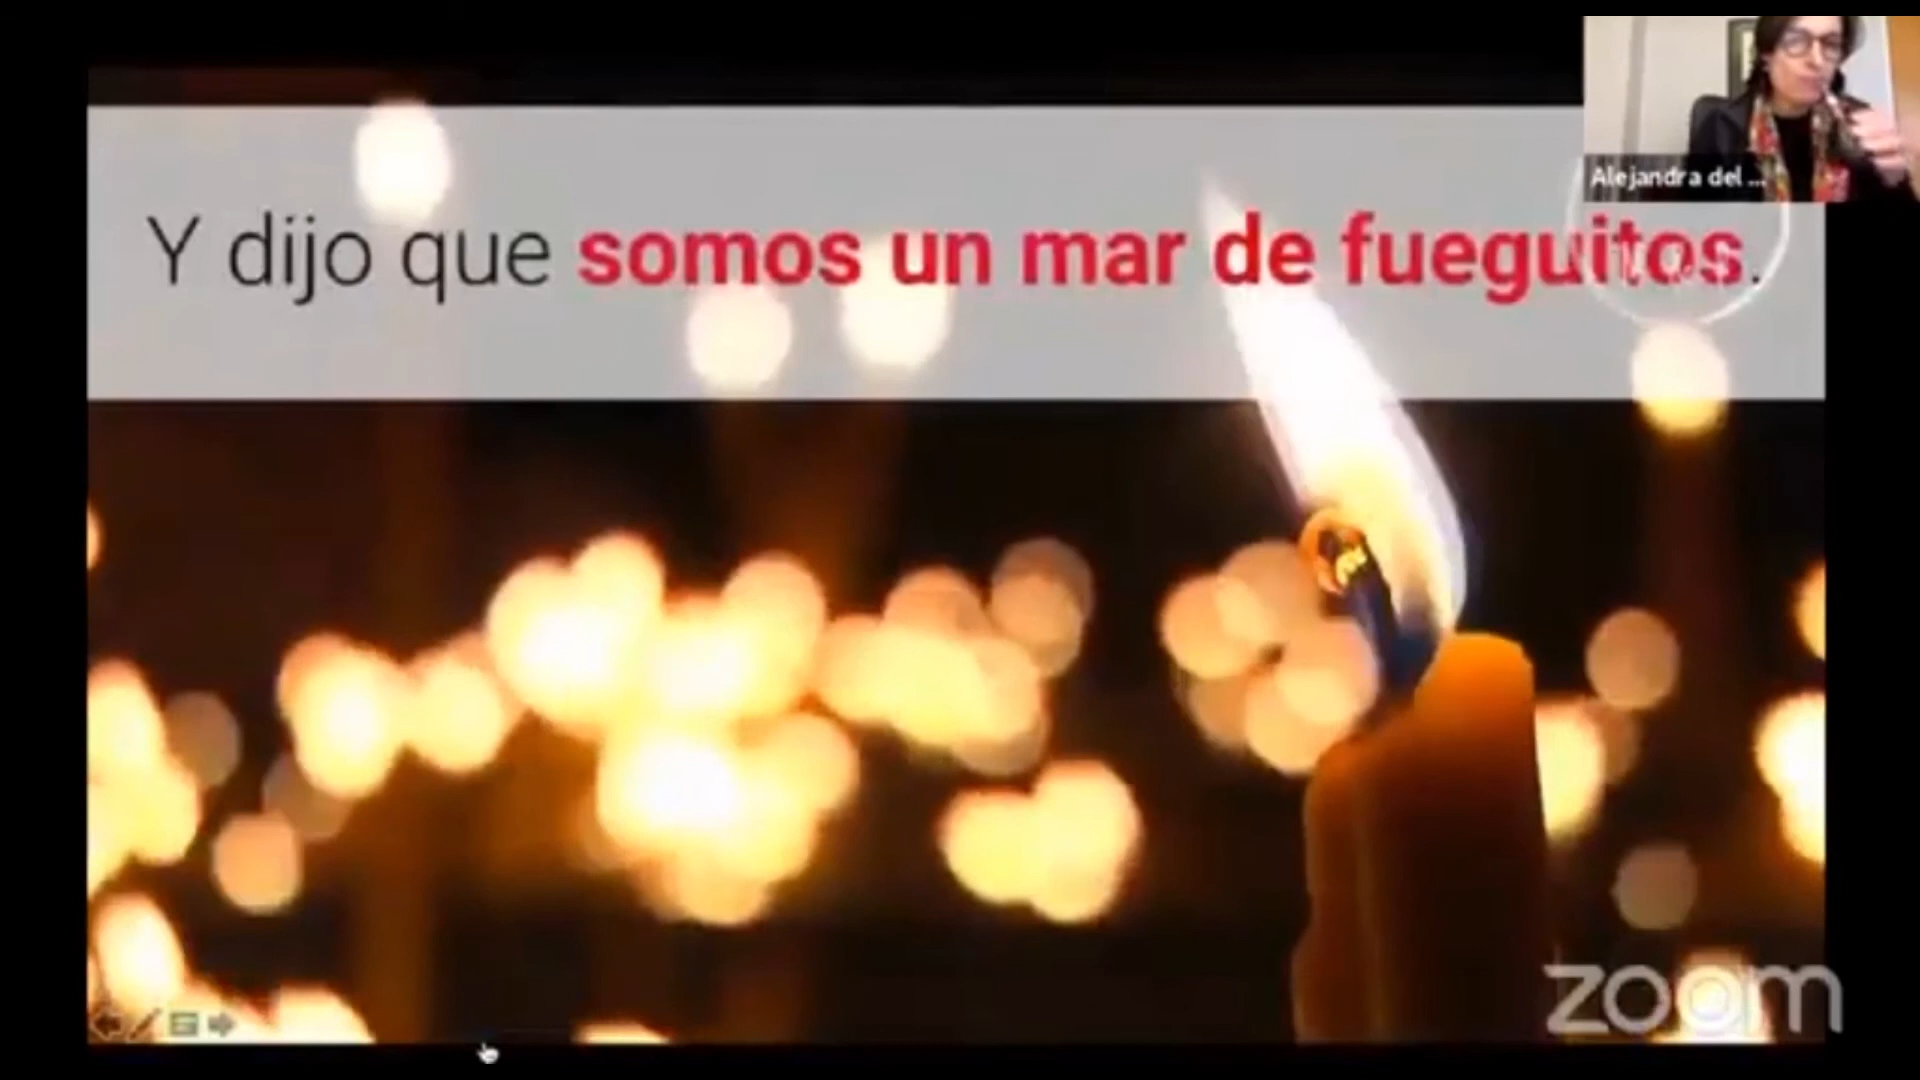 Alejandra del ...
Y dijo que somos un mar de fueguitos.
zoom